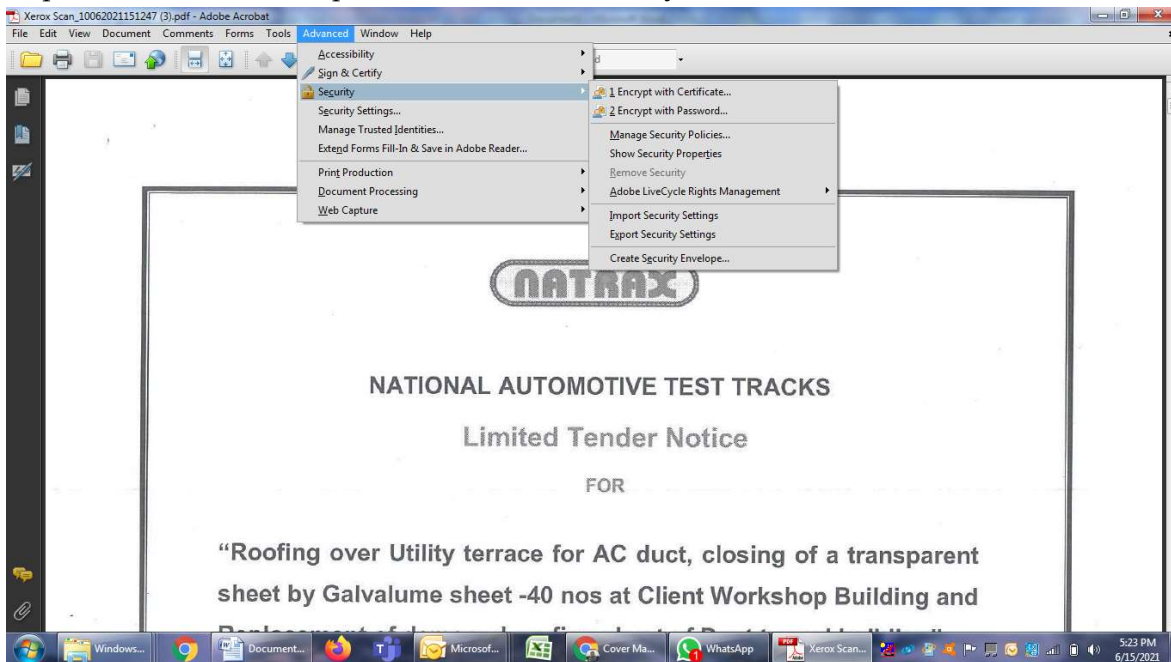 Xerox Scan_10062021151247 (3).pdf - Adobe Acrobat
File Edit View Document Comments Forms Tools Advanced Window Help
Accessibility
Sign & Certify
Security
Security Settings...
Manage Trusted Identities...
Extend Forms Fill-In & Save in Adobe Reader...
Print Production
Document Processing
Web Capture
1 Encrypt with Certificate...
2 Encrypt with Password...
Manage Security Policies...
Show Security Properties
Remove Security
Adobe LiveCycle Rights Management
Import Security Settings
Export Security Settings
Create Security Envelope...
NATRAX
NATIONAL AUTOMOTIVE TEST TRACKS
Limited Tender Notice
FOR
“Roofing over Utility terrace for AC duct, closing of a transparent
sheet by Galvalume sheet -40 nos at Client Workshop Building and
Windows... Document... Microsof... Cover Ma... WhatsApp Xerox Scan... 5:23 PM
6/15/2021